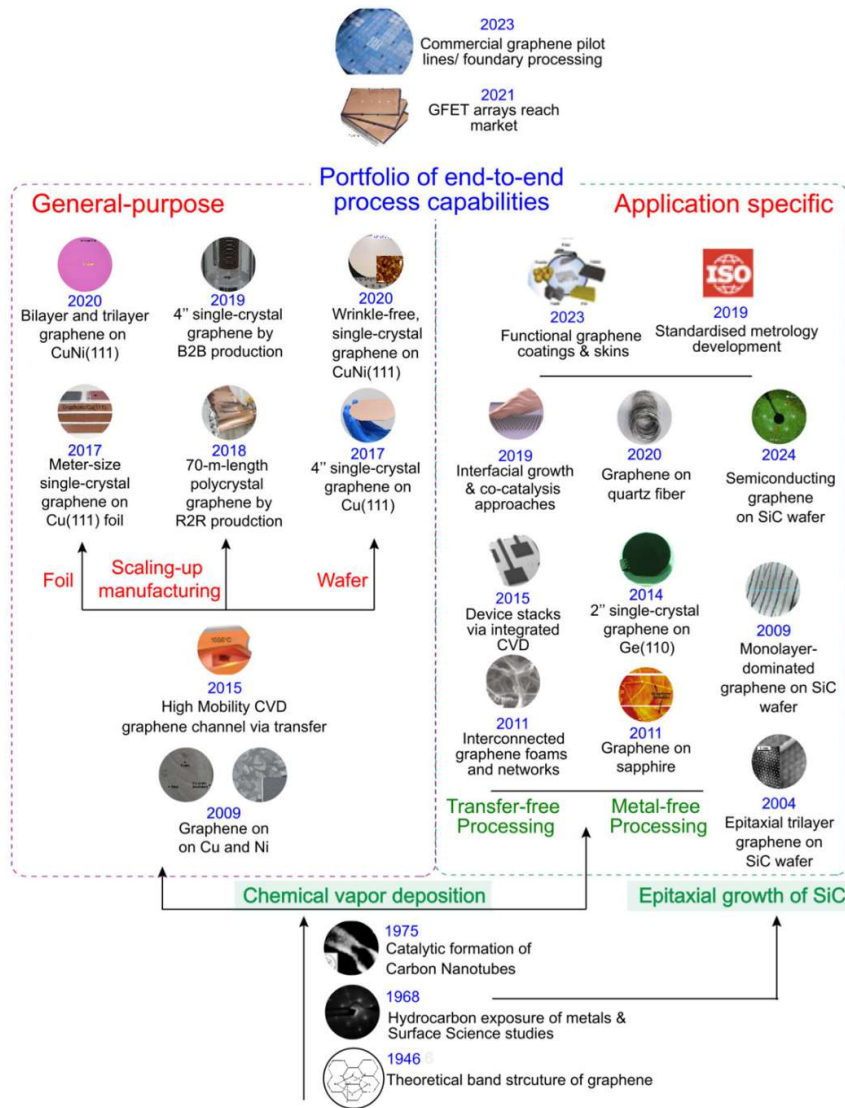 2023
Commercial graphene pilot
lines/ foundary processing
2021
GFET arrays reach
market
Portfolio of end-to-end
process capabilities
General-purpose
Application specific
2020
Bilayer and trilayer
graphene on
CuNi(111)
2019
4’’ single-crystal
graphene by
B2B production
2020
Wrinkle-free,
single-crystal
graphene on
CuNi(111)
2023
Functional graphene
coatings & skins
ISO
2019
Standardised metrology
development
2017
Meter-size
single-crystal
graphene on
Cu(111) foil
2018
70-m-length
polycrystal
graphene by
R2R proudction
2017
4’’ single-crystal
graphene on
Cu(111)
2019
Interfacial growth
& co-catalysis
approaches
2020
Graphene on
quartz fiber
2024
Semiconducting
graphene
on SiC wafer
Foil
Scaling-up
manufacturing
Wafer
2015
Device stacks
via integrated
CVD
2014
2’’ single-crystal
graphene on
Ge(110)
2009
Monolayer-
dominated
graphene on SiC
wafer
2015
High Mobility CVD
graphene channel via transfer
2011
Interconnected
graphene foams
and networks
2011
Graphene on
sapphire
2009
Graphene on
on Cu and Ni
Transfer-free
Processing
Metal-free
Processing
2004
Epitaxial trilayer
graphene on
SiC wafer
Chemical vapor deposition
Epitaxial growth of SiC
1975
Catalytic formation of
Carbon Nanotubes
1968
Hydrocarbon exposure of metals &
Surface Science studies
1946 6
Theoretical band strcuture of graphene